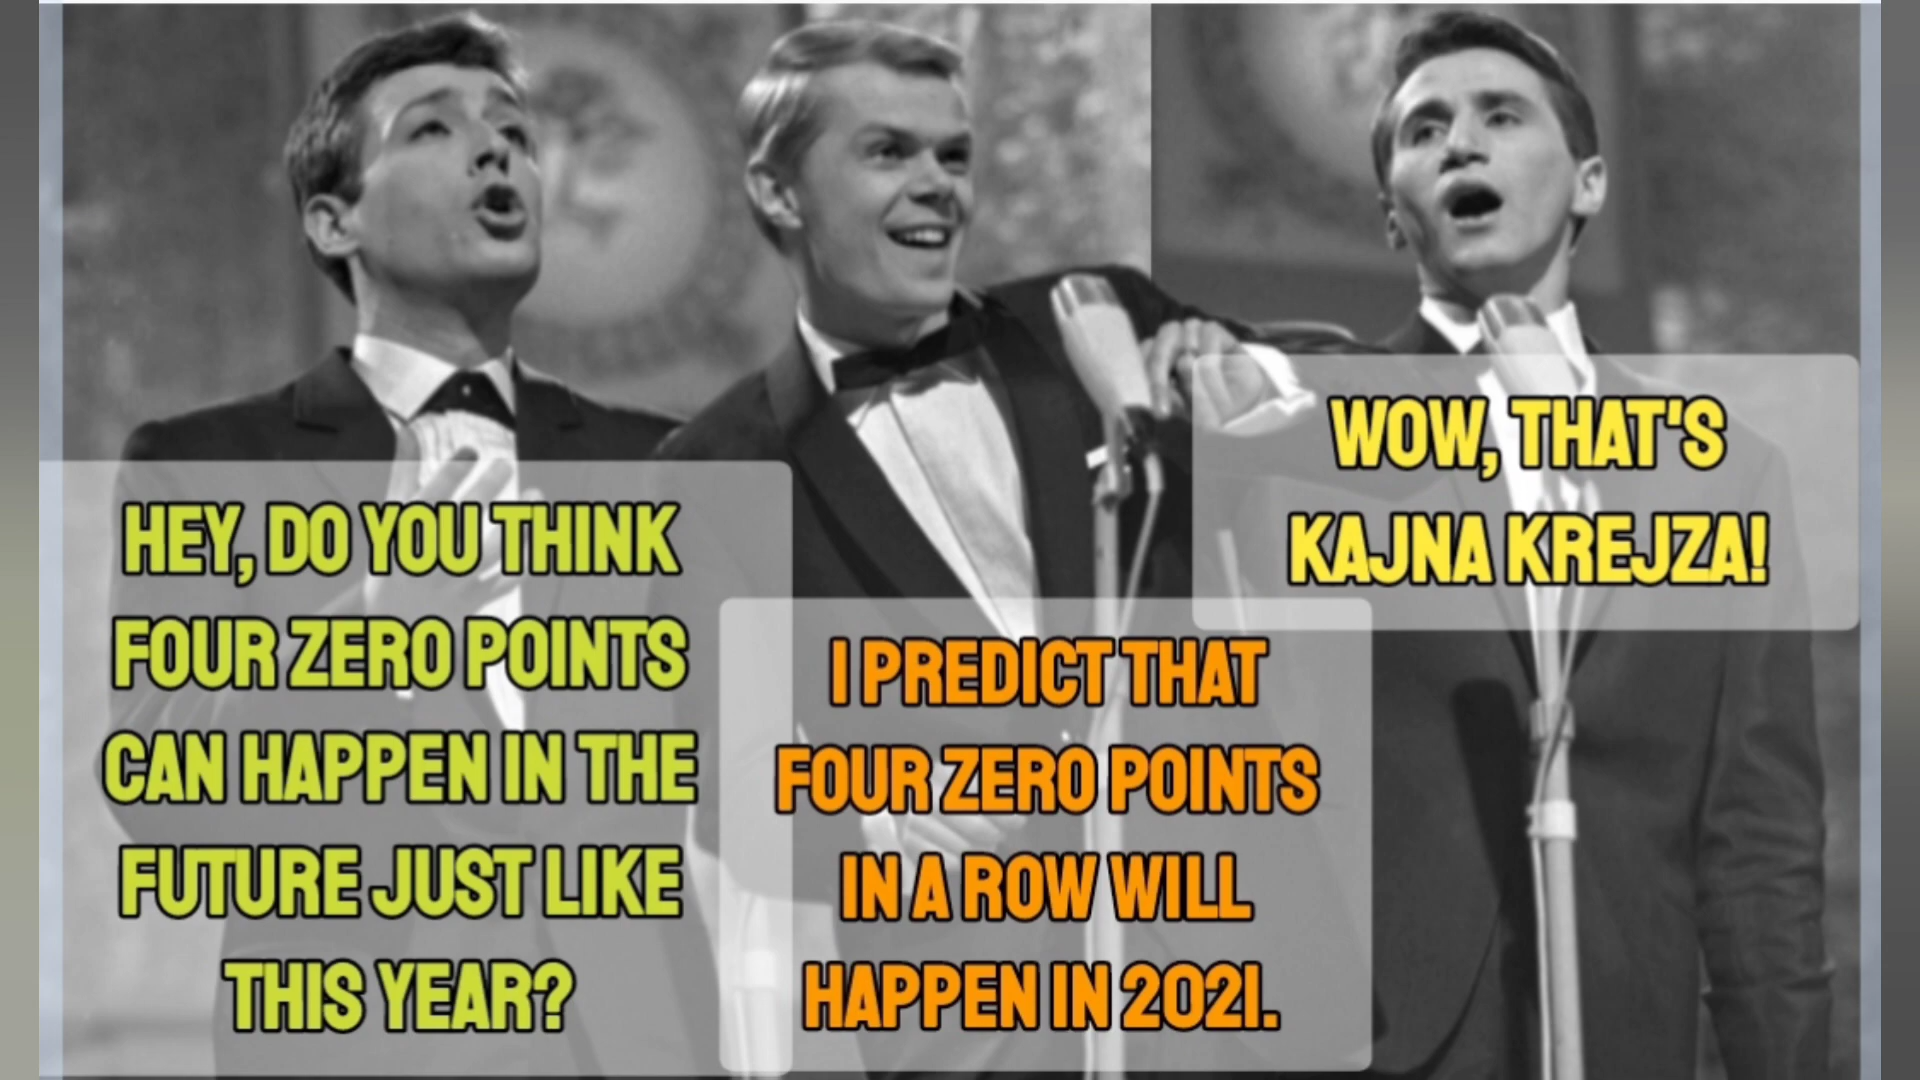 HEY, DO YOU THINK
FOUR ZERO POINTS
CAN HAPPEN IN THE
FUTURE JUST LIKE
THIS YEAR?
I PREDICT THAT
FOUR ZERO POINTS
IN A ROW WILL
HAPPEN IN 2021.
WOW, THAT'S
KAJNA KREJZA!